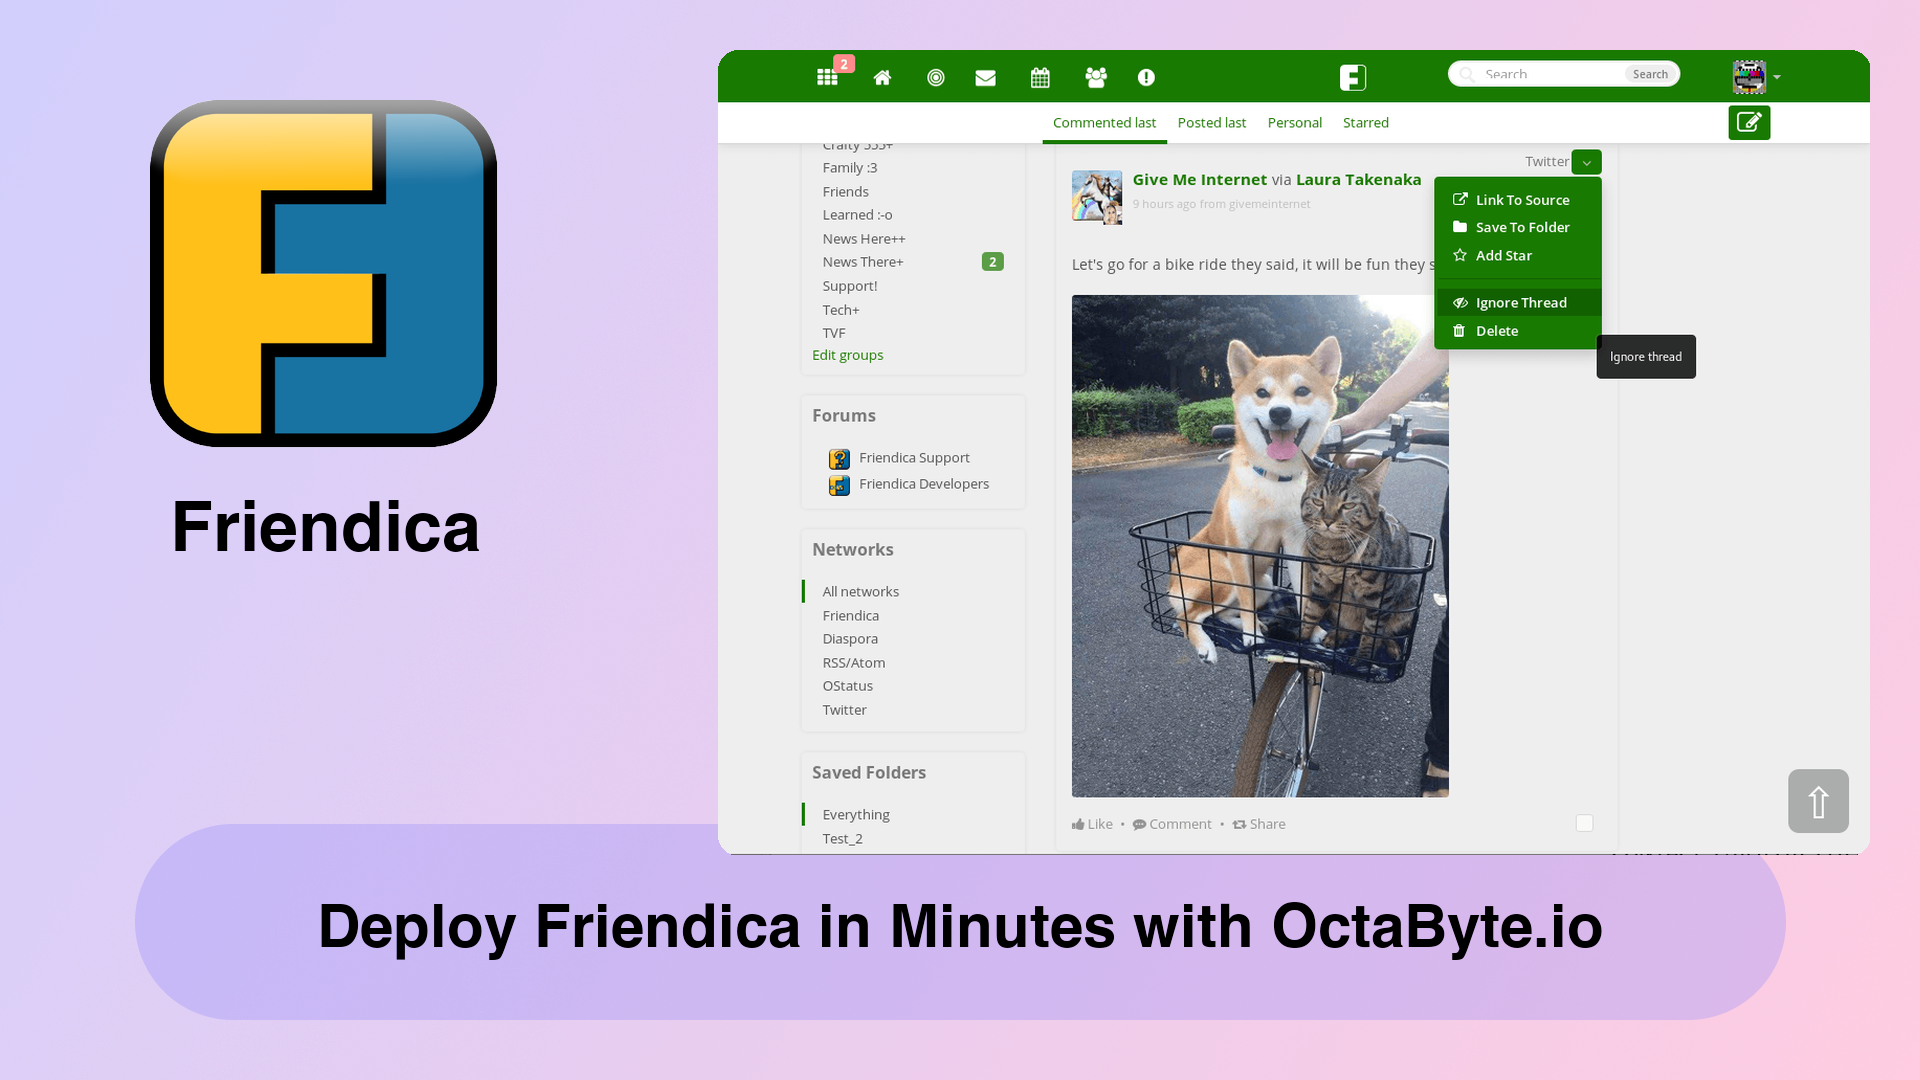 Friendica
2
Search
Search
Commented last
Posted last
Personal
Starred
Family :3
Friends
Learned :-o
News Here++
News There+
2
Support!
Tech+
TVF
Edit groups
Forums
Friendica Support
Friendica Developers
Networks
All networks
Friendica
Diaspora
RSS/Atom
OStatus
Twitter
Saved Folders
Everything
Test_2
Twitter
Give Me Internet via Laura Takenaka
9 hours ago from givemeinternet
Let's go for a bike ride they said, it will be fun they
Link To Source
Save To Folder
Add Star
Ignore Thread
Delete
Ignore thread
Like • Comment • Share
Deploy Friendica in Minutes with OctaByte.io